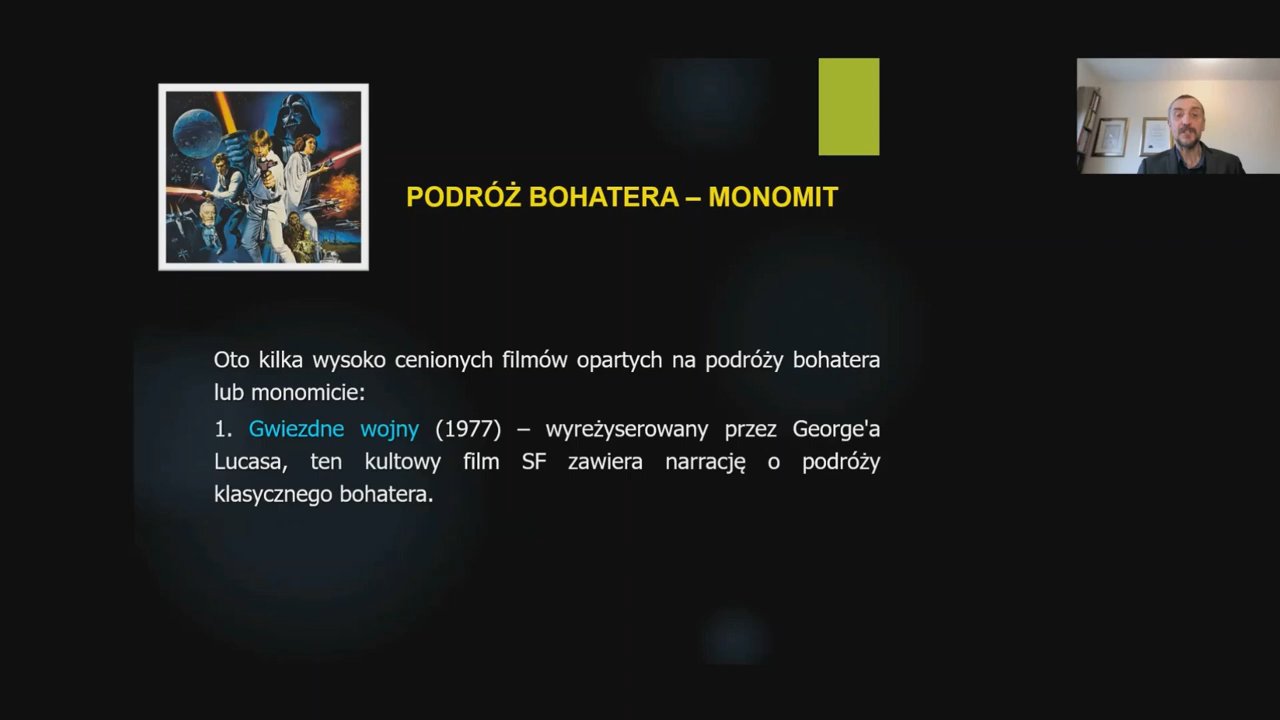 PODRÓŻ BOHATERA – MONOMIT
Oto kilka wysoko cenionych filmów opartych na podróży bohatera
lub monomicie:
1. Gwiezdne wojny (1977) – wyreżyserowany przez George'a
Lucasa, ten kultowy film SF zawiera narrację o podróży
klasycznego bohatera.